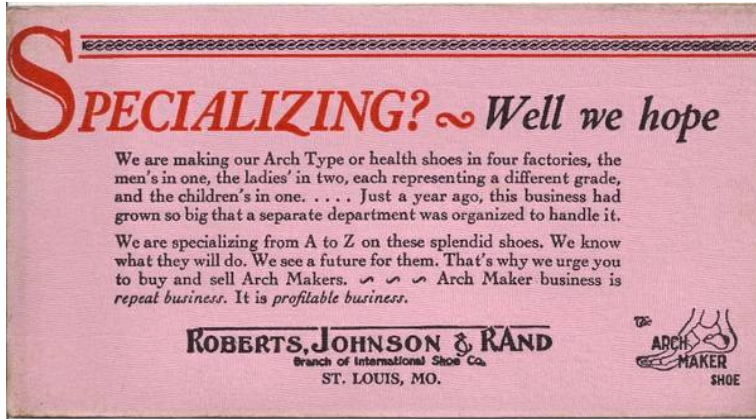 SPECIALIZING? ~ Well we hope
We are making our Arch Type or health shoes in four factories, the
men's in one, the ladies' in two, each representing a different grade,
and the children's in one. . . . . Just a year ago, this business had
grown so big that a separate department was organized to handle it.
We are specializing from A to Z on these splendid shoes. We know
what they will do. We see a future for them. That's why we urge you
to buy and sell Arch Makers. ~ ~ ~ Arch Maker business is
repeat business. It is profitable business.
ROBERTS, JOHNSON & RAND
Branch of International Shoe Co.
ST. LOUIS, MO.
The
ARCH
MAKER
SHOE